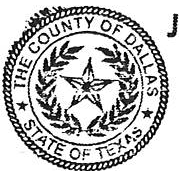 THE COUNTY OF DALLAS
STATE OF TEXAS
J